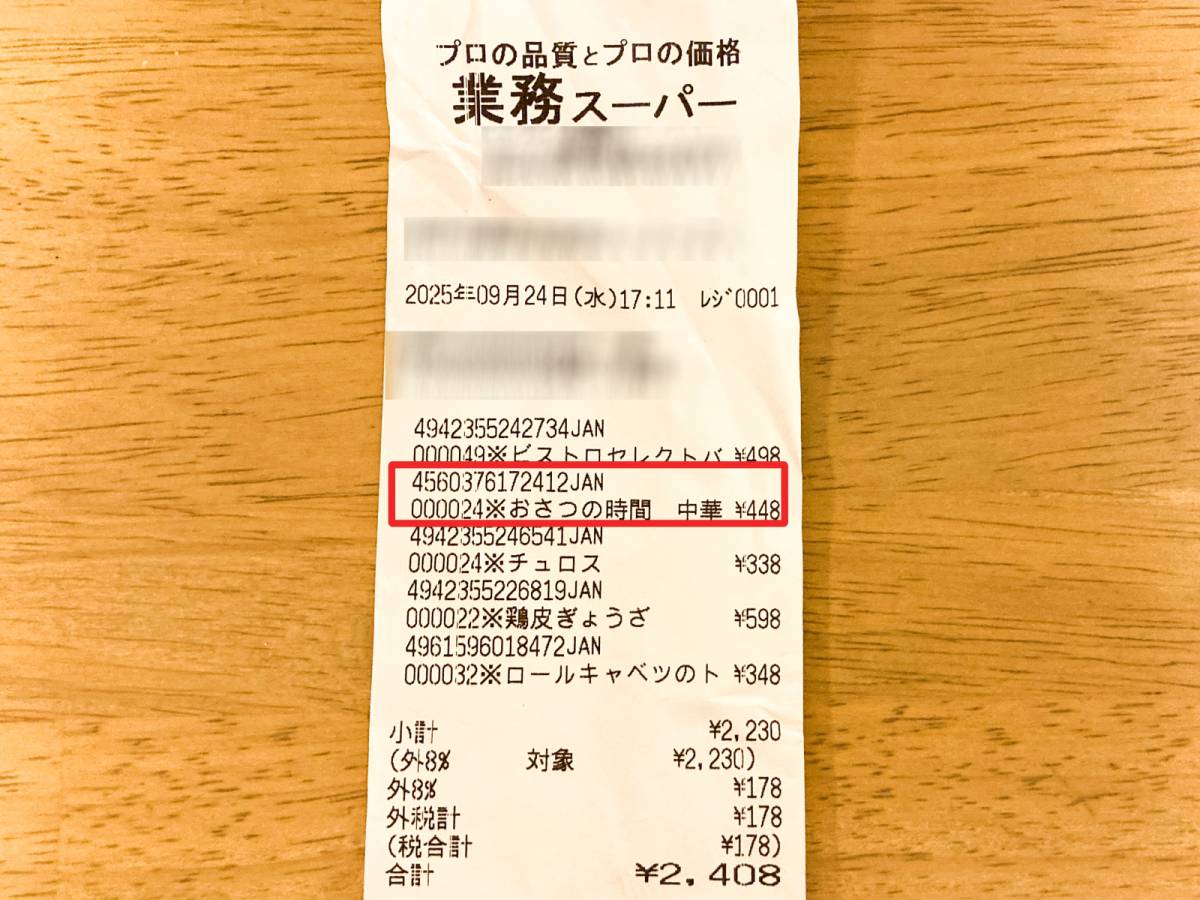 プロの品質とプロの価格
業務スーパー
2025年09月24日(水)17:11 ﾚｼﾞ0001
4942355242734JAN
000049※ビストロセレクトバ ¥498
4560376172412JAN
000024※おさつの時間 中華 ¥448
4942355246541JAN
000024※チュロス ¥338
4942355226819JAN
000022※鶏皮ぎょうざ ¥598
4961596018472JAN
000032※ロールキャベツのト ¥348
小計 ¥2,230
(外8% 対象 ¥2,230)
外8% ¥178
外税計 ¥178
(税合計 ¥178)
合計 ¥2,408